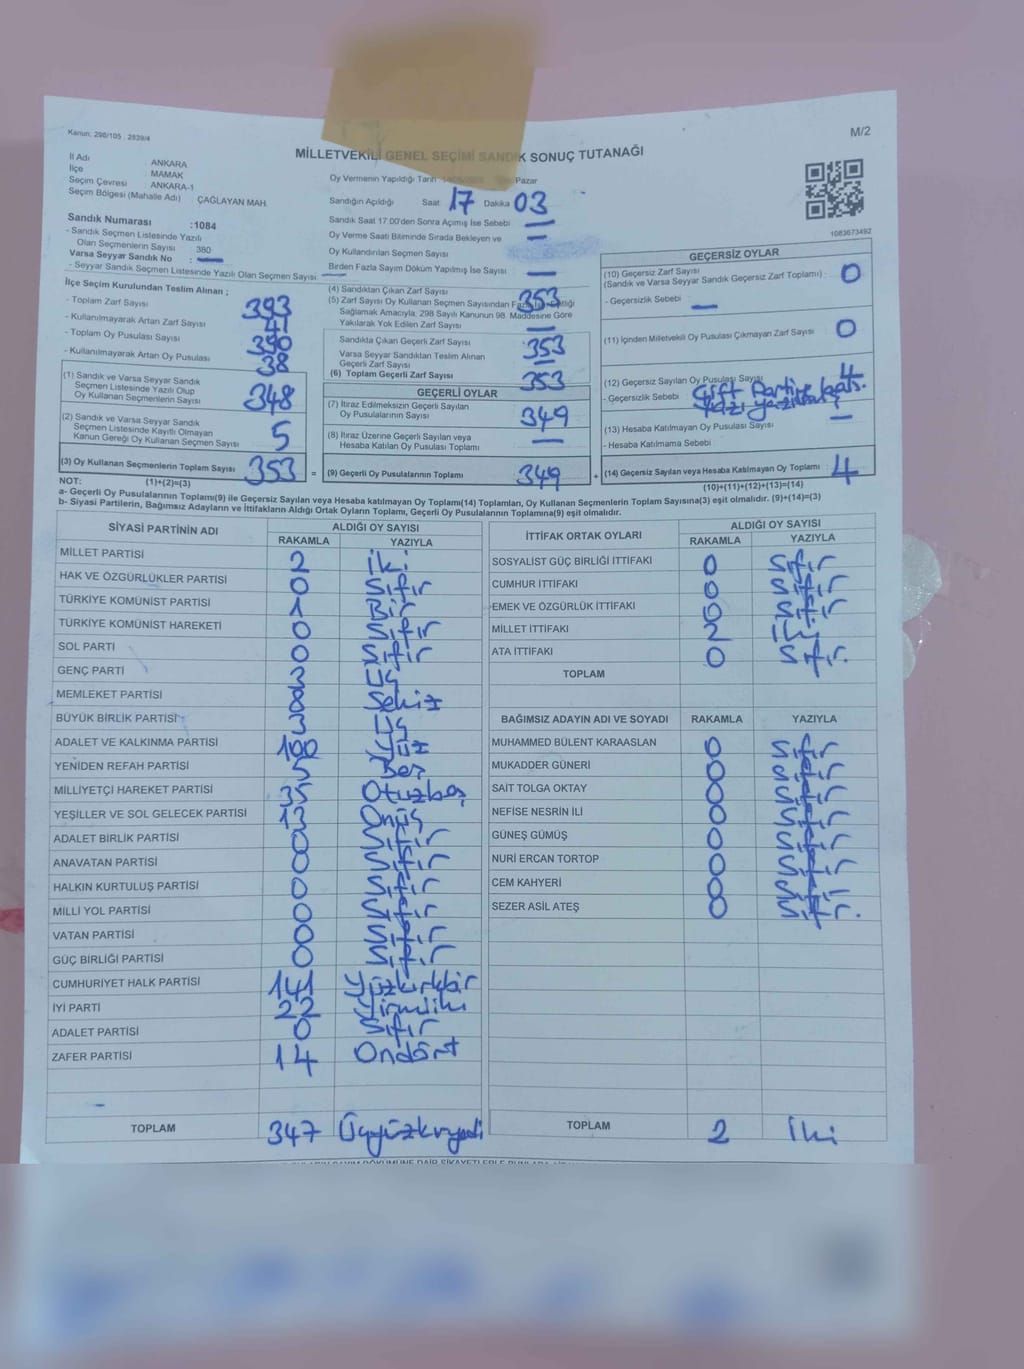 Kanun: 298/105 : 2839/4
M/2
MİLLETVEKİLİ GENEL SEÇİMİ SANDIK SONUÇ TUTANAĞI
İl Adı : ANKARA
İlçe : MAMAK
Seçim Çevresi : ANKARA-1
Seçim Bölgesi (Mahalle Adı) : ÇAĞLAYAN MAH.
Sandık Numarası : 1084
- Sandık Seçmen Listesinde Yazılı
Olan Seçmenlerin Sayısı : 380
Varsa Seyyar Sandık No : —
- Seyyar Sandık Seçmen Listesinde Yazılı Olan Seçmen Sayısı: —
Oy Vermenin Yapıldığı Tarih Pazar
Sandığın Açıldığı Saat 17 Dakika 03
Sandık Saat 17.00'den Sonra Açılmış İse Sebebi —
Oy Verme Saati Bitiminde Sırada Bekleyen ve —
Oy Kullandırılan Seçmen Sayısı
Birden Fazla Sayım Döküm Yapılmış İse Sayısı —
1083673492
İlçe Seçim Kurulundan Teslim Alınan ;
- Toplam Zarf Sayısı 393
- Kullanılmayarak Artan Zarf Sayısı 41
- Toplam Oy Pusulası Sayısı 390
- Kullanılmayarak Artan Oy Pusulası 38
(1) Sandık ve Varsa Seyyar Sandık
Seçmen Listesinde Yazılı Olup
Oy Kullanan Seçmenlerin Sayısı 348
(2) Sandık ve Varsa Seyyar Sandık
Seçmen Listesinde Kayıtlı Olmayan
Kanun Gereği Oy Kullanan Seçmen Sayısı 5
(3) Oy Kullanan Seçmenlerin Toplam Sayısı 353 =
(1)+(2)=(3)
(4) Sandıktan Çıkan Zarf Sayısı 353
(5) Zarf Sayısı Oy Kullanan Seçmen Sayısından Fazla İse Eşitliği
Sağlamak Amacıyla, 298 Sayılı Kanunun 98. Maddesine Göre
Yakılarak Yok Edilen Zarf Sayısı —
Sandıkta Çıkan Geçerli Zarf Sayısı 353
Varsa Seyyar Sandıktan Teslim Alınan
Geçerli Zarf Sayısı —
(6) Toplam Geçerli Zarf Sayısı 353
GEÇERLİ OYLAR
(7) İtiraz Edilmeksizin Geçerli Sayılan
Oy Pusulalarının Sayısı 349
(8) İtiraz Üzerine Geçerli Sayılan veya
Hesaba Katılan Oy Pusulası Toplamı —
(9) Geçerli Oy Pusulalarının Toplamı 349 +
GEÇERSİZ OYLAR
(10) Geçersiz Zarf Sayısı
(Sandık ve Varsa Seyyar Sandık Geçersiz Zarf Toplamı) : 0
- Geçersizlik Sebebi : —
(11) İçinden Milletvekili Oy Pusulası Çıkmayan Zarf Sayısı 0
(12) Geçersiz Sayılan Oy Pusulası Sayısı 4
- Geçersizlik Sebebi Çift Partiye
(13) Hesaba Katılmayan Oy Pusulası Sayısı —
- Hesaba Katılmama Sebebi
(14) Geçersiz Sayılan veya Hesaba Katılmayan Oy Toplamı : 4
(10)+(11)+(12)+(13)=(14)
NOT:
a- Geçerli Oy Pusulalarının Toplamı(9) ile Geçersiz Sayılan veya Hesaba katılmayan Oy Toplam(14) Toplamları, Oy Kullanan Seçmenlerin Toplam Sayısına(3) eşit olmalıdır. (9)+(14)=(3)
b- Siyasi Partilerin, Bağımsız Adayların ve İttifakların Aldığı Ortak Oyların Toplamı, Geçerli Oy Pusulalarının Toplamına(9) eşit olmalıdır.
SİYASİ PARTİNİN ADI ALDIĞI OY SAYISI
RAKAMLA YAZIYLA
MİLLET PARTİSİ 2 İki
HAK VE ÖZGÜRLÜKLER PARTİSİ 0 Sıfır
TÜRKİYE KOMÜNİST PARTİSİ 1 Bir
TÜRKİYE KOMÜNİST HAREKETİ 0 Sıfır
SOL PARTİ 0 Sıfır
GENÇ PARTİ 3 Üç
MEMLEKET PARTİSİ 8 Sekiz
BÜYÜK BİRLİK PARTİSİ 3 Üç
ADALET VE KALKINMA PARTİSİ 100 Yüz
YENİDEN REFAH PARTİSİ 5 Beş
MİLLİYETÇİ HAREKET PARTİSİ 35 Otuzbeş
YEŞİLLER VE SOL GELECEK PARTİSİ 13 Onüç
ADALET BİRLİK PARTİSİ 0 Sıfır
ANAVATAN PARTİSİ 0 Sıfır
HALKIN KURTULUŞ PARTİSİ 0 Sıfır
MİLLİ YOL PARTİSİ 0 Sıfır
VATAN PARTİSİ 0 Sıfır
GÜÇ BİRLİĞİ PARTİSİ 0 Sıfır
CUMHURİYET HALK PARTİSİ 141 Yüzkırkbir
İYİ PARTİ 22 Yirmiiki
ADALET PARTİSİ 0 Sıfır
ZAFER PARTİSİ 14 Ondört
TOPLAM 347 Üçyüzkırkyedi
İTTİFAK ORTAK OYLARI ALDIĞI OY SAYISI
RAKAMLA YAZIYLA
SOSYALİST GÜÇ BİRLİĞİ İTTİFAKI 0 Sıfır
CUMHUR İTTİFAKI 0 Sıfır
EMEK VE ÖZGÜRLÜK İTTİFAKI 0 Sıfır
MİLLET İTTİFAKI 2 İki
ATA İTTİFAKI 0 Sıfır.
TOPLAM
BAĞIMSIZ ADAYIN ADI VE SOYADI RAKAMLA YAZIYLA
MUHAMMED BÜLENT KARAASLAN 0 Sıfır
MUKADDER GÜNERİ 0 Sıfır
SAİT TOLGA OKTAY 0 Sıfır
NEFİSE NESRİN İLİ 0 Sıfır
GÜNEŞ GÜMÜŞ 0 Sıfır
NURİ ERCAN TORTOP 0 Sıfır
CEM KAHYERİ 0 Sıfır
SEZER ASİL ATEŞ 0 Sıfır.
TOPLAM 2 İki